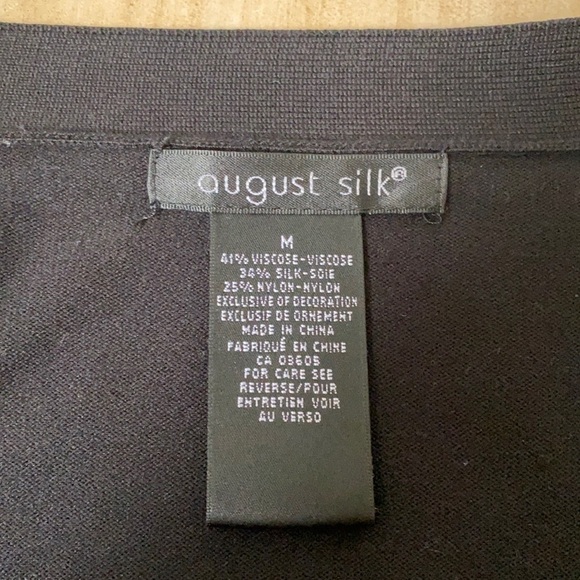 august silk®
M
41% VISCOSE-VISCOSE
34% SILK-SOIE
25% NYLON-NYLON
EXCLUSIVE OF DECORATION
EXCLUSIF DE ORNEMENT
MADE IN CHINA
FABRIQUÉ EN CHINE
CA 03605
FOR CARE SEE
REVERSE/POUR
ENTRETIEN VOIR
AU VERSO